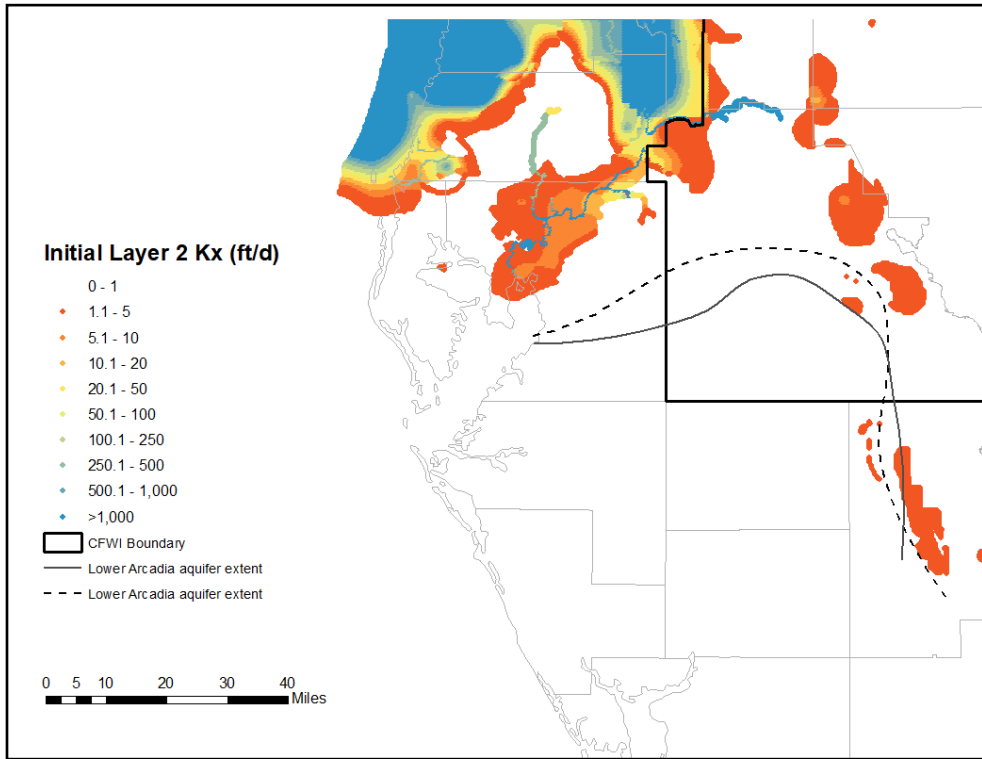 Initial Layer 2 Kx (ft/d)
0 - 1
1.1 - 5
5.1 - 10
10.1 - 20
20.1 - 50
50.1 - 100
100.1 - 250
250.1 - 500
500.1 - 1,000
>1,000
CFWI Boundary
Lower Arcadia aquifer extent
Lower Arcadia aquifer extent
0 5 10 20 30 40
Miles